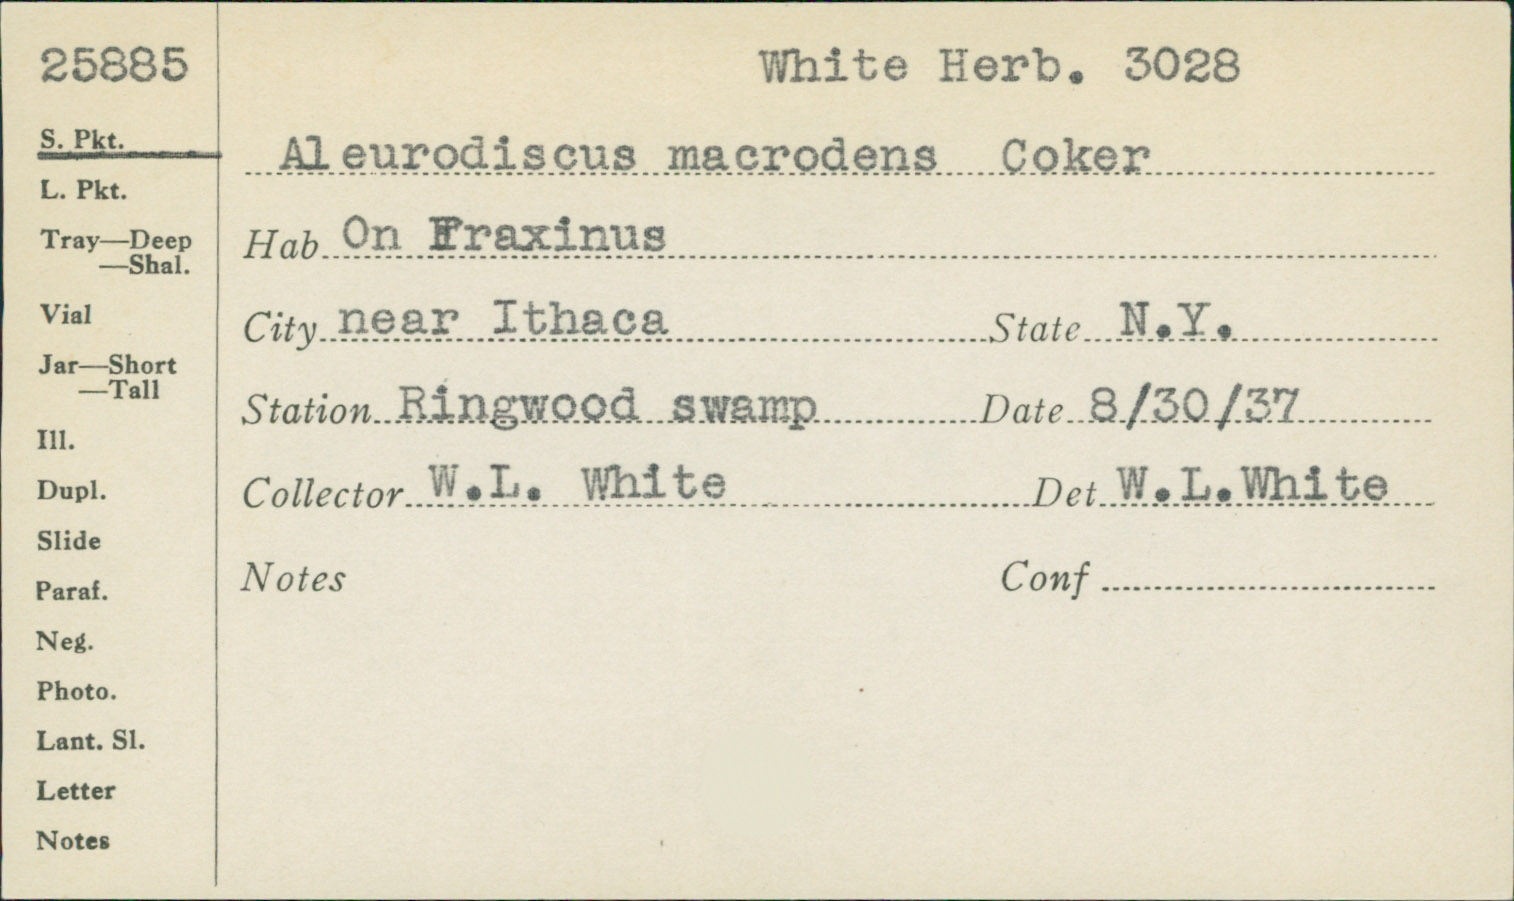 25885
White Herb. 3028
S. Pkt.
Aleurodiscus macrodens Coker
L. Pkt.
Tray—Deep
—Shal.
Hab On Fraxinus
Vial
City near Ithaca State N.Y.
Jar—Short
—Tall
Station Ringwood swamp Date 8/30/37
Ill.
Dupl.
Collector W.L. White Det W.L.White
Slide
Paraf.
Notes Conf
Neg.
Photo.
Lant. Sl.
Letter
Notes